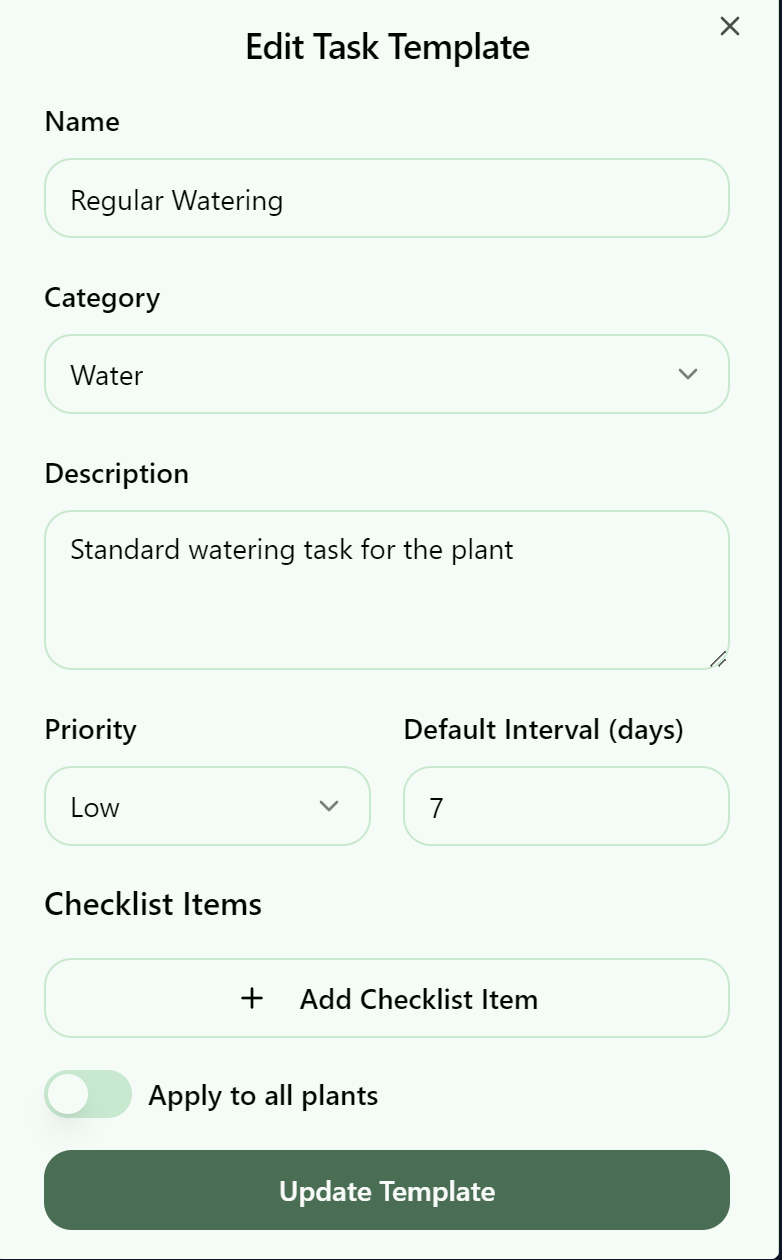 Edit Task Template
Name
Regular Watering
Category
Water
Description
Standard watering task for the plant
Priority
Default Interval (days)
Low
7
Checklist Items
Add Checklist Item
Apply to all plants
Update Template